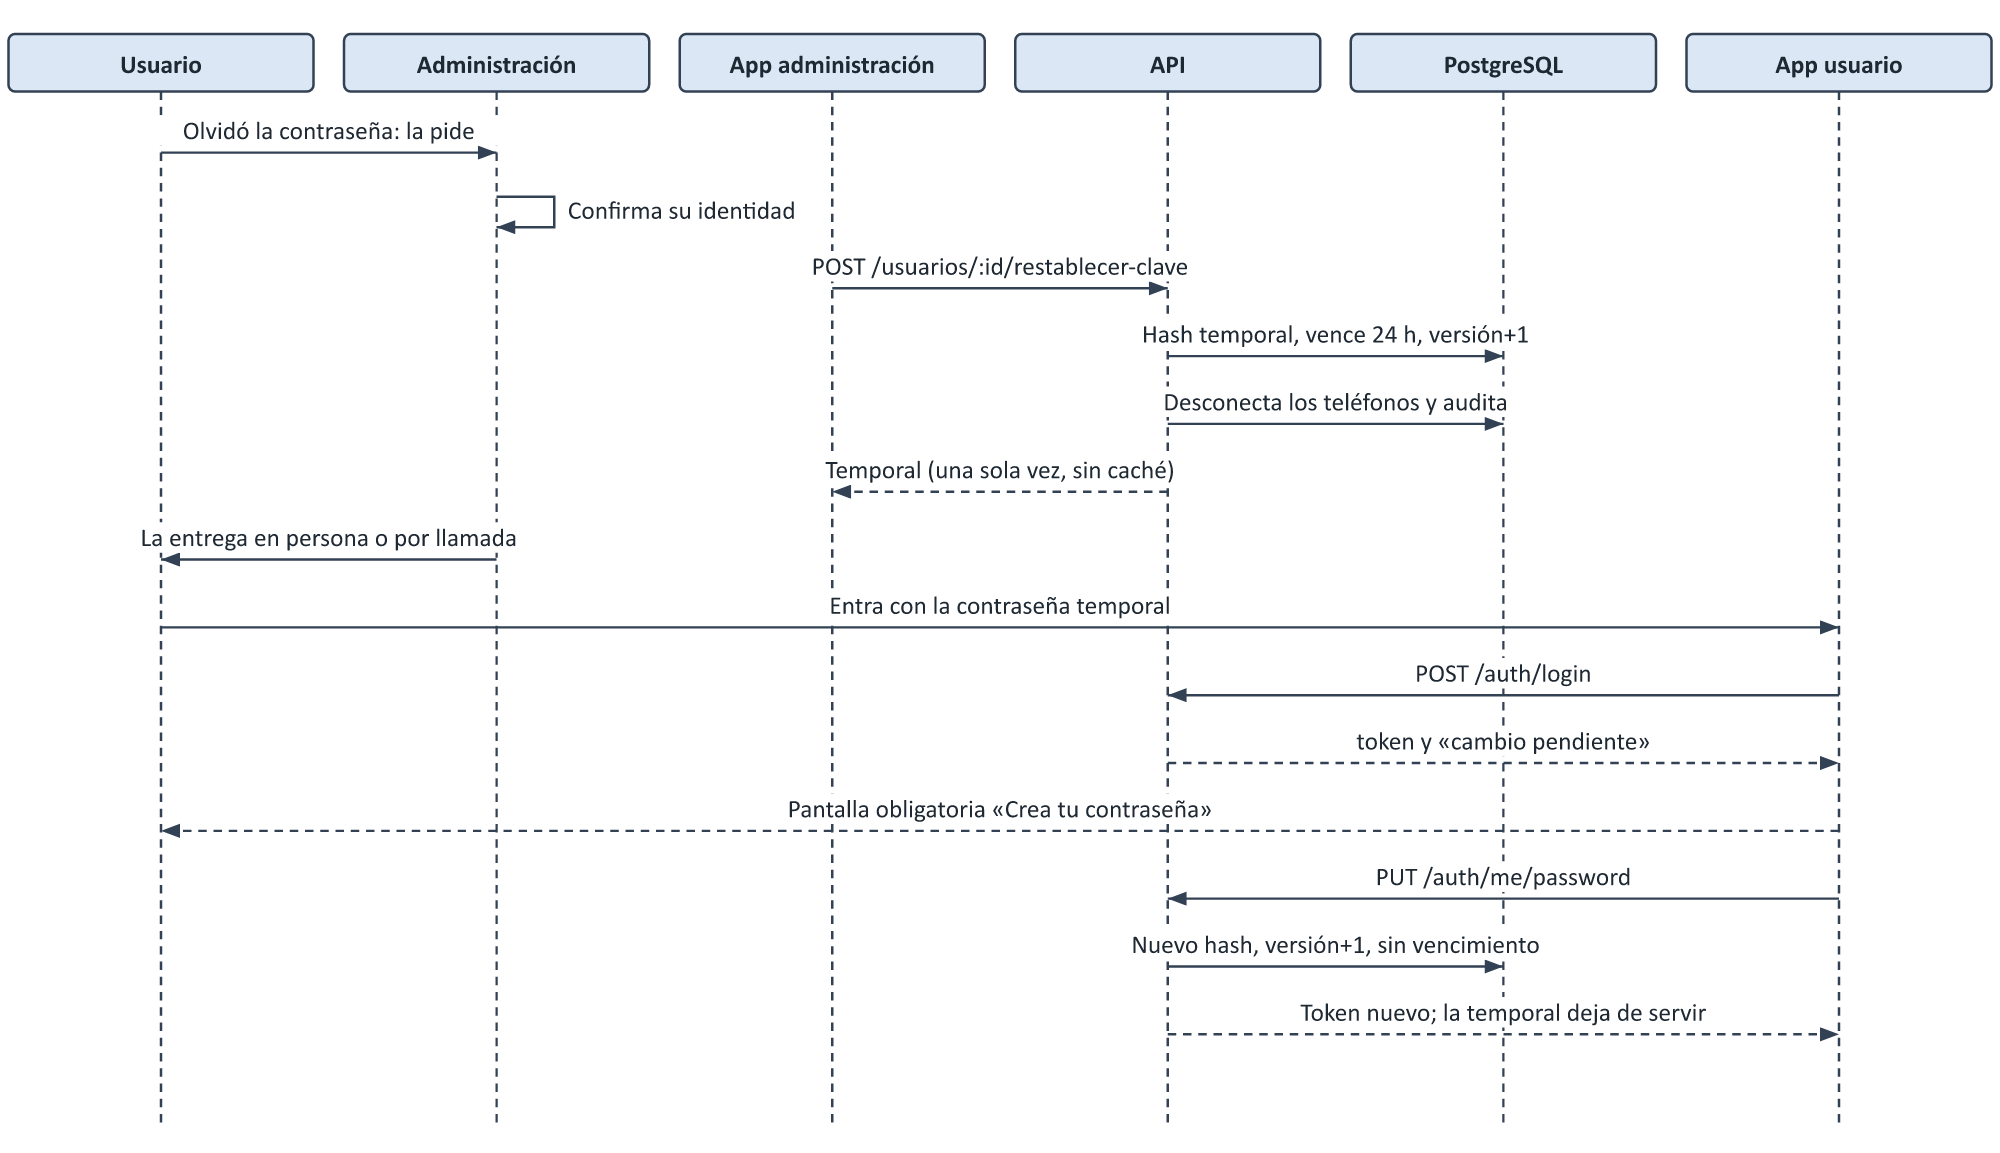 Usuario
Administración
App administración
API
PostgreSQL
App usuario
Olvidó la contraseña: la pide
Confirma su identidad
POST /usuarios/:id/restablecer-clave
Hash temporal, vence 24 h, versión+1
Desconecta los teléfonos y audita
Temporal (una sola vez, sin caché)
La entrega en persona o por llamada
Entra con la contraseña temporal
POST /auth/login
token y «cambio pendiente»
Pantalla obligatoria «Crea tu contraseña»
PUT /auth/me/password
Nuevo hash, versión+1, sin vencimiento
Token nuevo; la temporal deja de servir